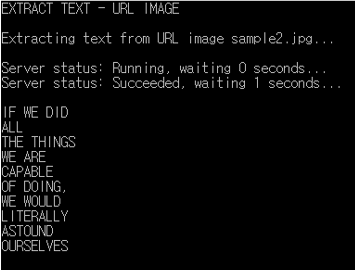 EXTRACT TEXT - URL IMAGE
Extracting text from URL image sample2.jpg...
Server status: Running, waiting 0 seconds...
Server status: Succeeded, waiting 1 seconds...
IF WE DID
ALL
THE THINGS
WE ARE
CAPABLE
OF DOING,
WE WOULD
LITERALLY
ASTOUND
OURSELVES